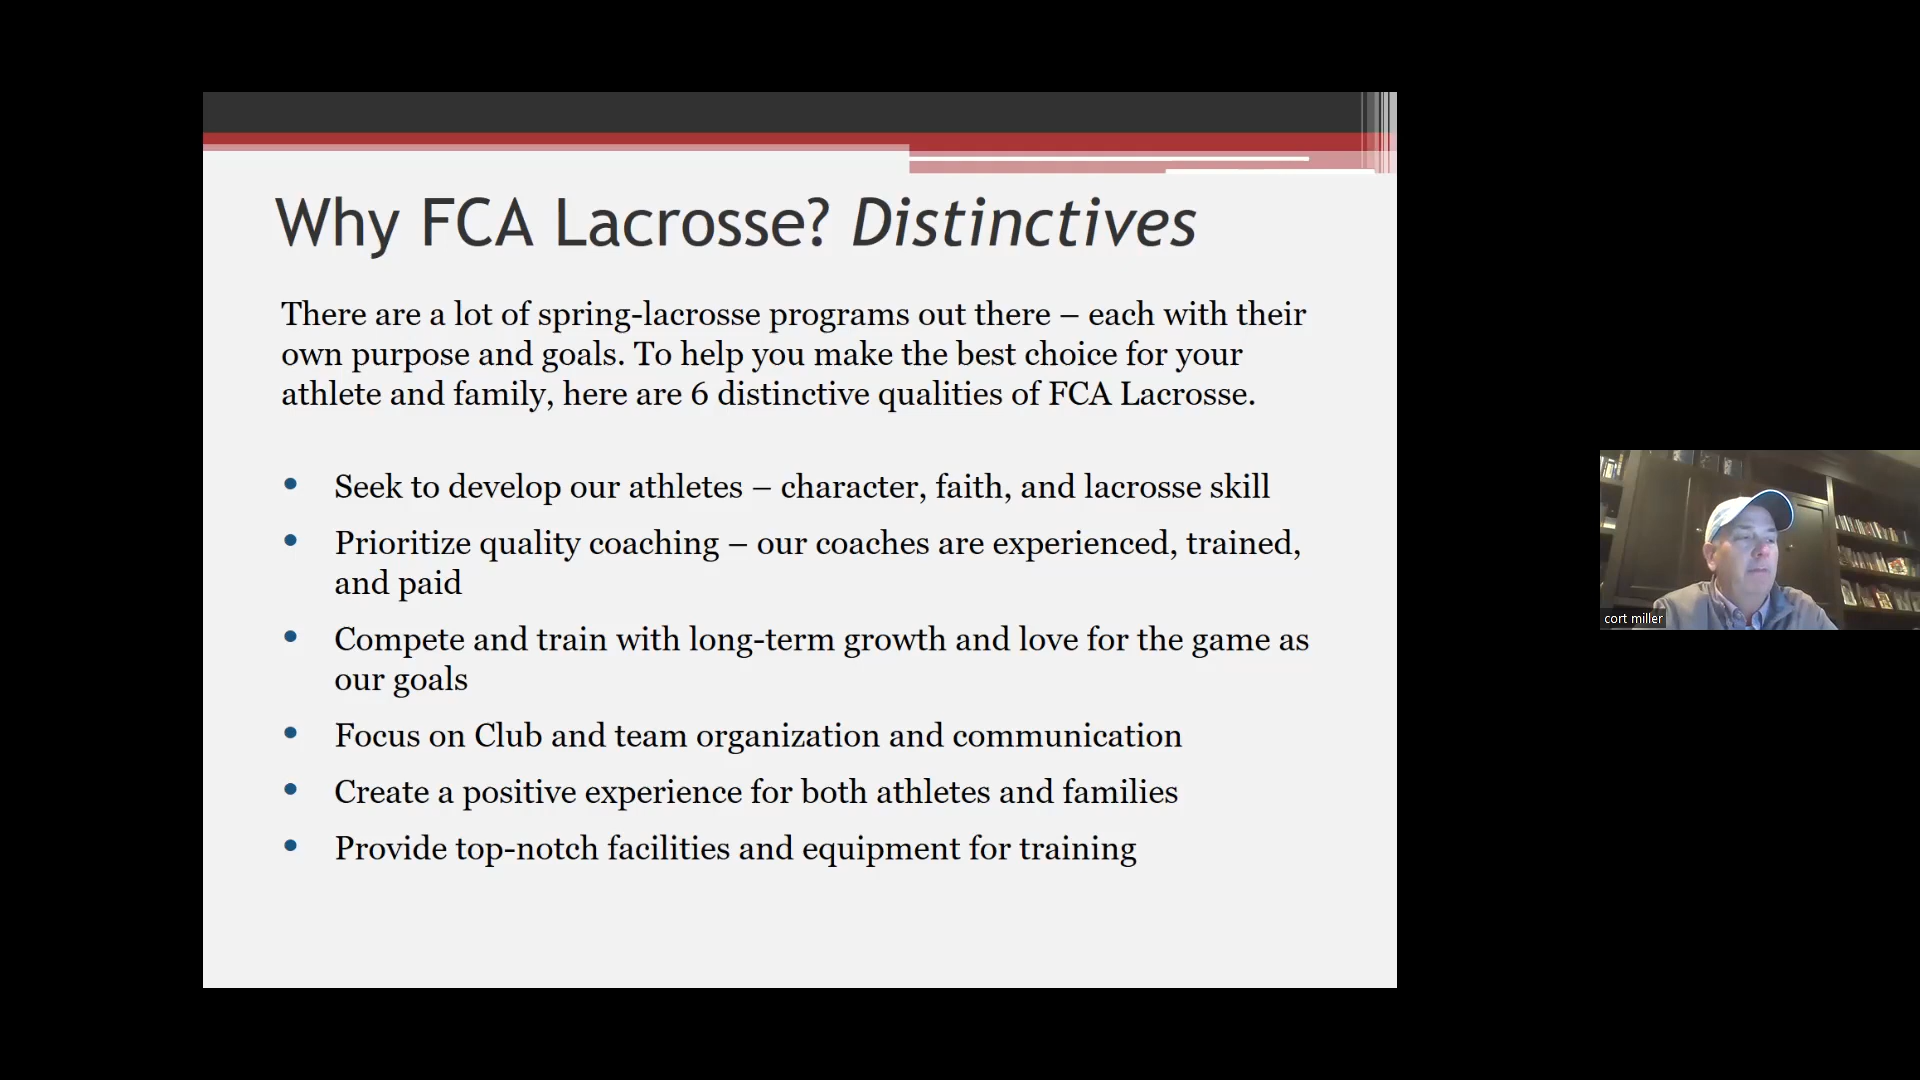 Why FCA Lacrosse? Distinctives
There are a lot of spring-lacrosse programs out there – each with their
own purpose and goals. To help you make the best choice for your
athlete and family, here are 6 distinctive qualities of FCA Lacrosse.
• Seek to develop our athletes – character, faith, and lacrosse skill
• Prioritize quality coaching – our coaches are experienced, trained,
and paid
• Compete and train with long-term growth and love for the game as
our goals
• Focus on Club and team organization and communication
• Create a positive experience for both athletes and families
• Provide top-notch facilities and equipment for training
cort miller